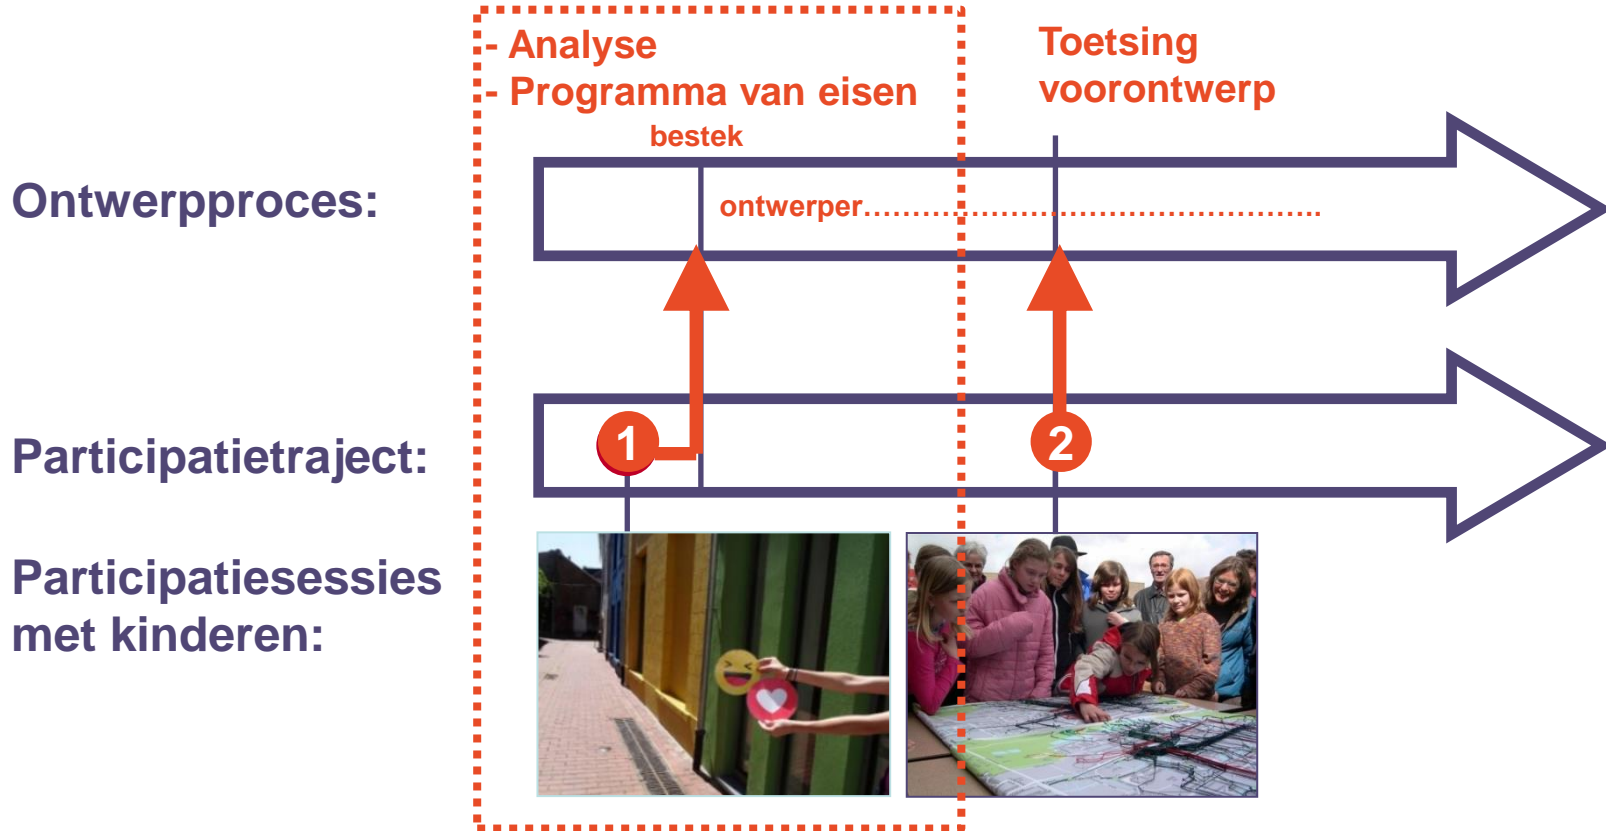 - Analyse
- Programma van eisen
bestek
Toetsing
voorontwerp
Ontwerpproces:
ontwerper…………………………………………..
Participatietraject:
1
2
Participatiesessies
met kinderen: